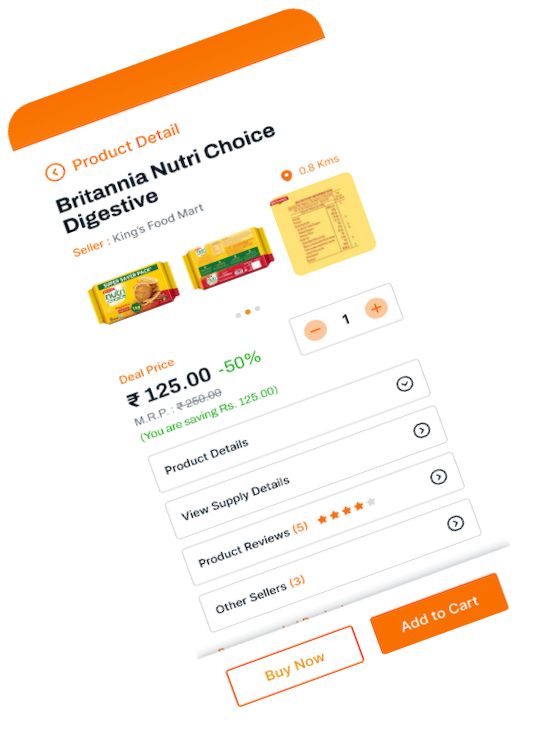 Product Detail
Britannia Nutri Choice
Digestive
0.8 Kms
Seller : King's Food Mart
SUPER SAVER PACK*
nutri
CHOICE
1
Deal Price
₹ 125.00 -50%
M.R.P. : ₹ 250.00
(You are saving Rs. 125.00)
Product Details
View Supply Details
Product Reviews (5)
Other Sellers (3)
Buy Now
Add to Cart